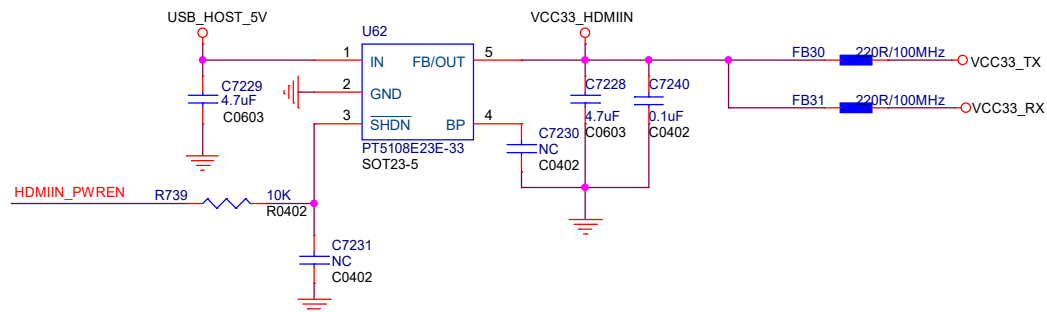 USB_HOST_5V
VCC33_HDMIIN
U62
1
IN
FB/OUT
5
FB30
220R/100MHz
VCC33_TX
C7229
4.7uF
C0603
2
GND
C7228
4.7uF
C0603
C7240
0.1uF
C0402
FB31
220R/100MHz
VCC33_RX
3
SHDN
BP
4
C7230
NC
C0402
PT5108E23E-33
SOT23-5
HDMIIN_PWREN
R739
10K
R0402
C7231
NC
C0402